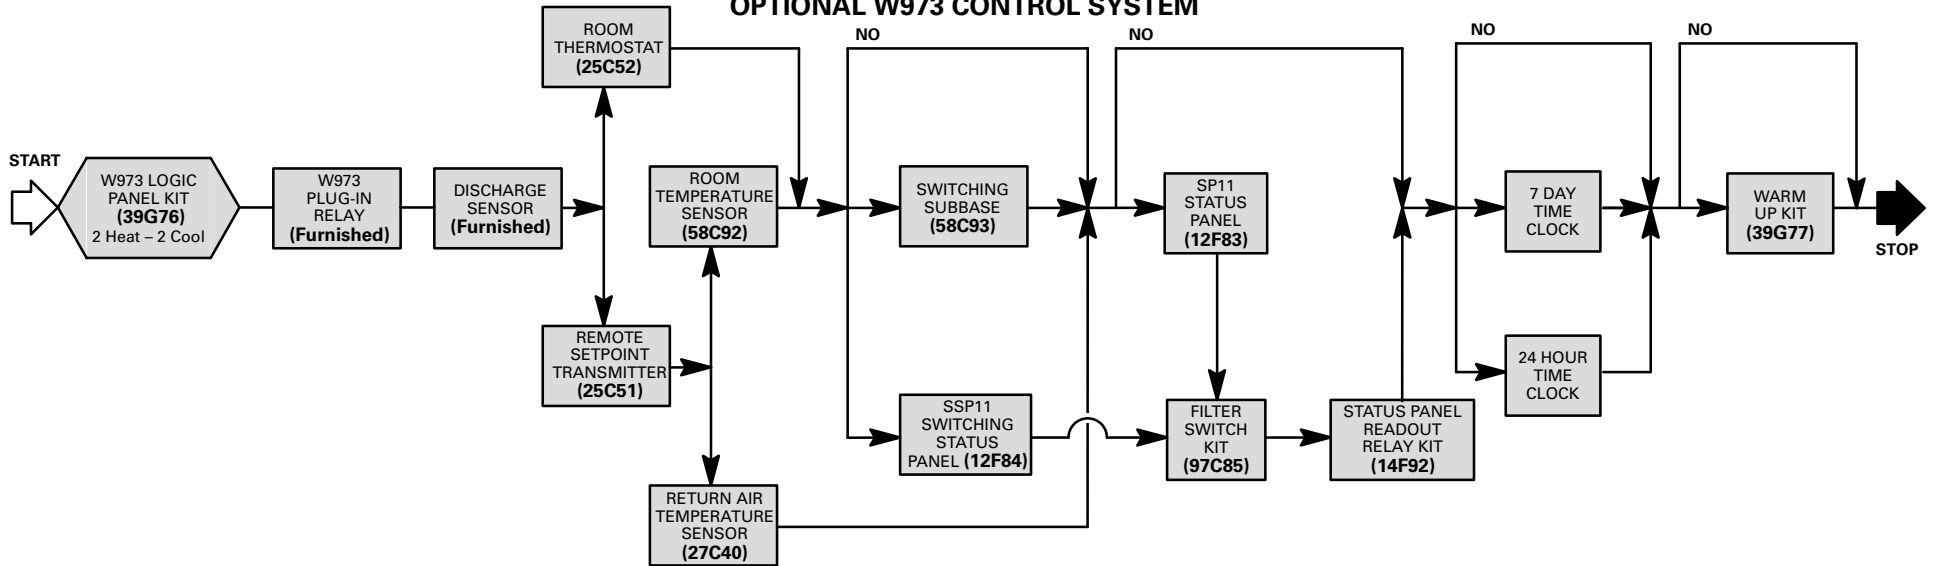 OPTIONAL W973 CONTROL SYSTEM
START
W973 LOGIC
PANEL KIT
(39G76)
2 Heat – 2 Cool
W973
PLUG-IN
RELAY
(Furnished)
DISCHARGE
SENSOR
(Furnished)
ROOM
THERMOSTAT
(25C52)
REMOTE
SETPOINT
TRANSMITTER
(25C51)
ROOM
TEMPERATURE
SENSOR
(58C92)
RETURN AIR
TEMPERATURE
SENSOR
(27C40)
NO
SWITCHING
SUBBASE
(58C93)
SSP11
SWITCHING
STATUS
PANEL (12F84)
NO
SP11
STATUS
PANEL
(12F83)
FILTER
SWITCH
KIT
(97C85)
STATUS PANEL
READOUT
RELAY KIT
(14F92)
NO
7 DAY
TIME
CLOCK
24 HOUR
TIME
CLOCK
NO
WARM
UP KIT
(39G77)
STOP